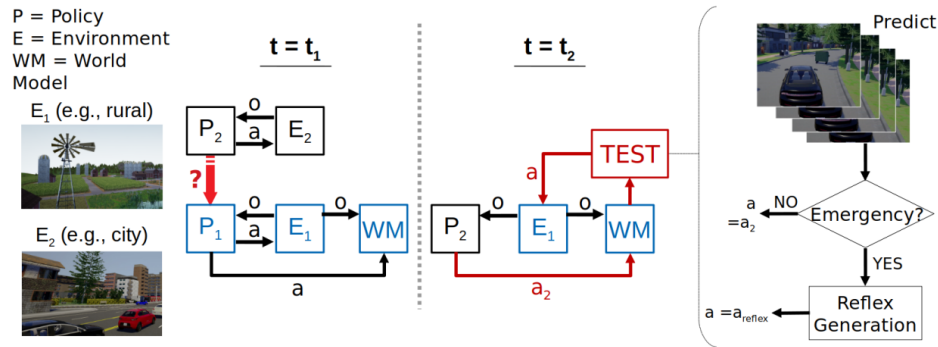 P = Policy
E = Environment
WM = World
Model
E1 (e.g., rural)
E2 (e.g., city)
t = t1
P2
o
a
E2
?
P1
o
a
E1
o
WM
a
t = t2
TEST
a
P2
o
E1
o
WM
a2
Predict
Emergency?
NO
a
=a2
YES
Reflex
Generation
a =areflex